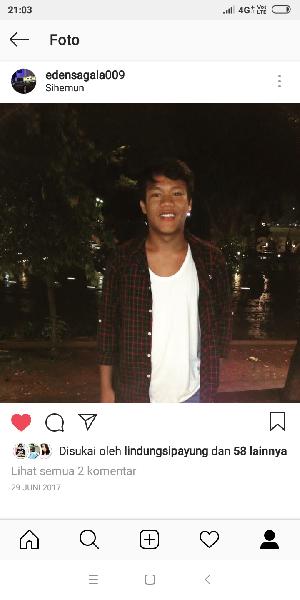 21:03
4G+ Vo) LTE
Foto
edensagala009
Sihemun
Disukai oleh lindungsipayung dan 58 lainnya
Lihat semua 2 komentar
29 JUNI 2017